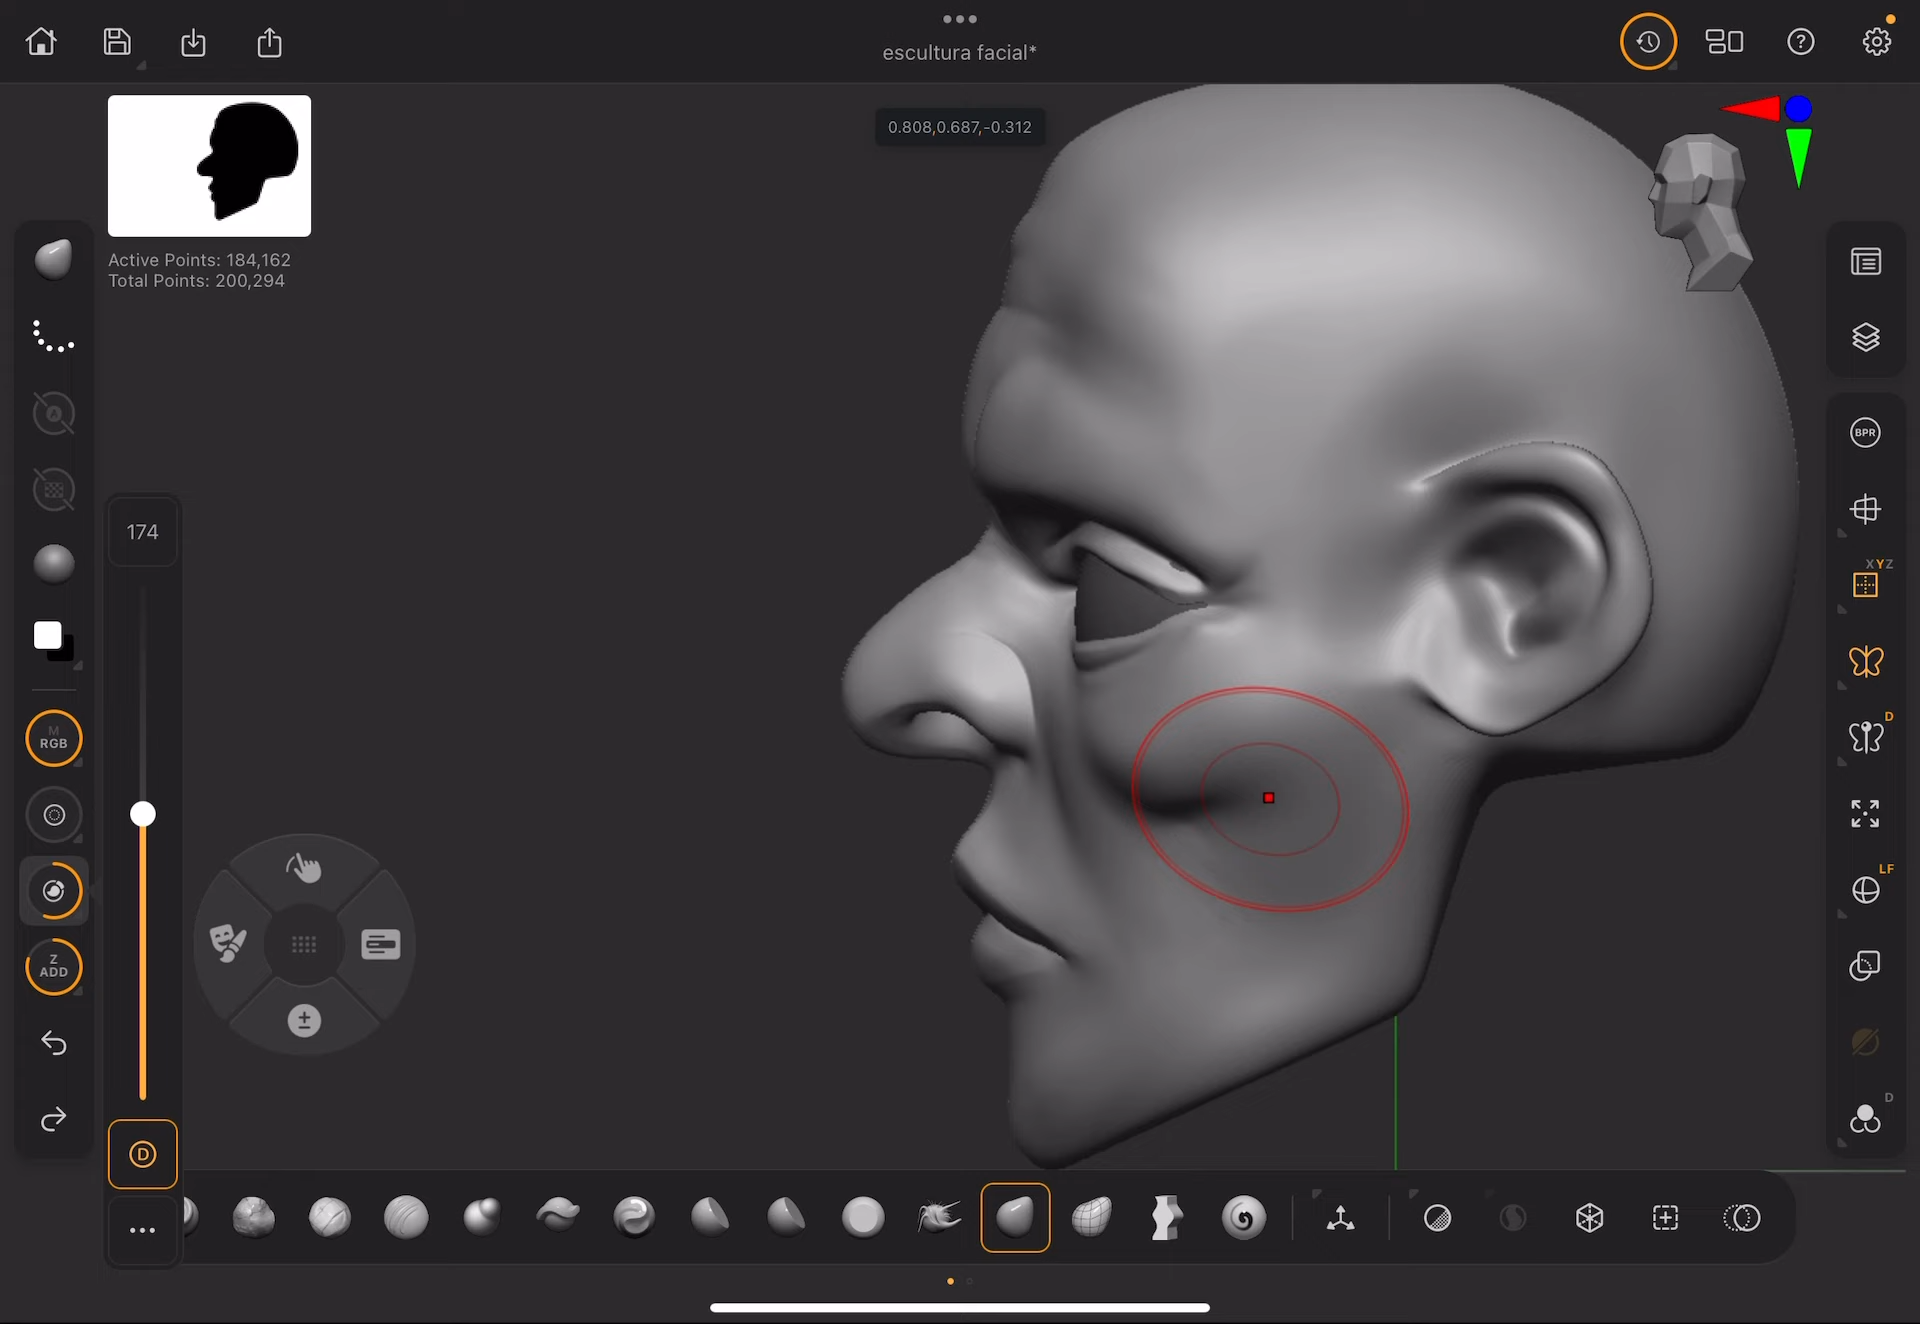 escultura facial*
0.808,0.687,-0.312
Active Points: 184,162
Total Points: 200,294
174
M
RGB
Z
ADD
D
BPR
XYZ
D
LF
D